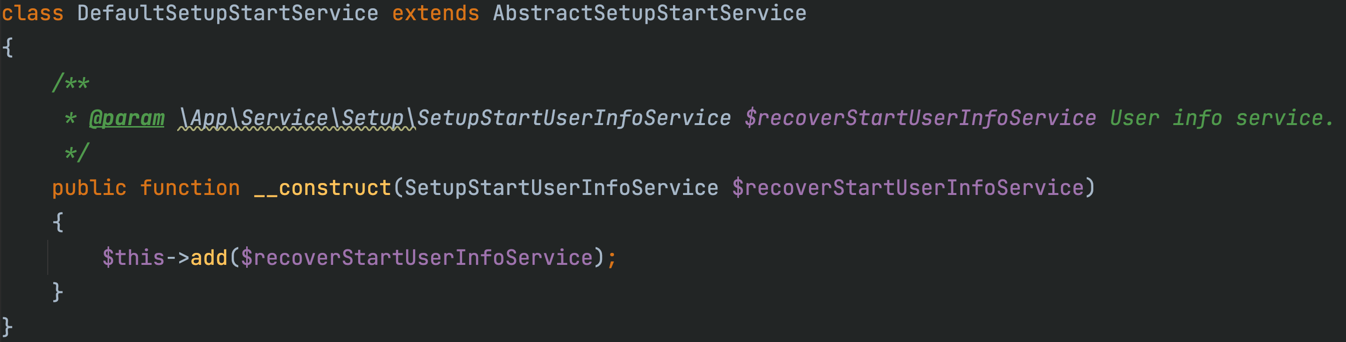 class DefaultSetupStartService extends AbstractSetupStartService
{
    /**
     * @param \App\Service\Setup\SetupStartUserInfoService $recoverStartUserInfoService User info service.
     */
    public function __construct(SetupStartUserInfoService $recoverStartUserInfoService)
    {
        $this->add($recoverStartUserInfoService);
    }
}